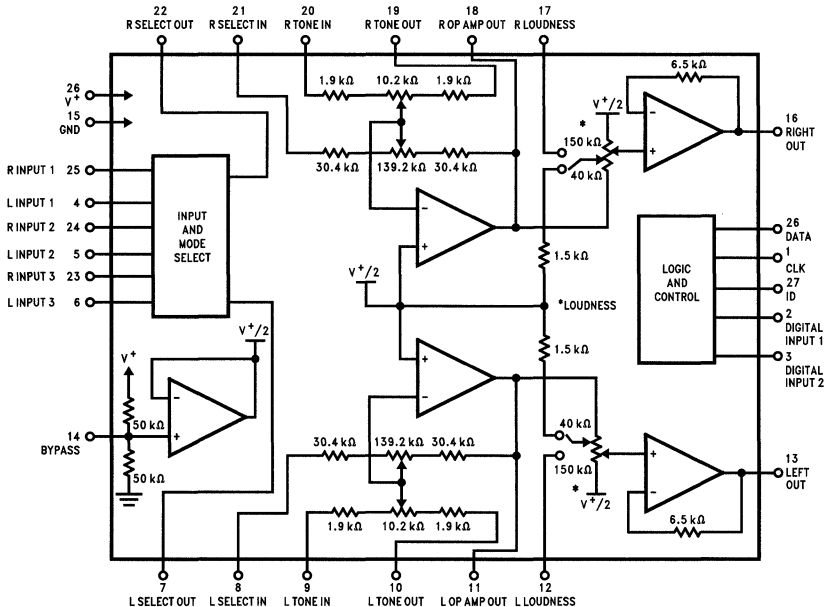 22
R SELECT OUT
21
R SELECT IN
20
R TONE IN
19
R TONE OUT
18
R OP AMP OUT
17
R LOUDNESS
26
V+
15
GND
R INPUT 1 25
L INPUT 1 4
R INPUT 2 24
L INPUT 2 5
R INPUT 3 23
L INPUT 3 6
INPUT
AND
MODE
SELECT
1.9 kΩ 10.2 kΩ 1.9 kΩ
30.4 kΩ 139.2 kΩ 30.4 kΩ
−
+
V+/2
*
150 kΩ
40 kΩ
V+/2
6.5 kΩ
−
+
16
RIGHT
OUT
1.5 kΩ
*LOUDNESS
1.5 kΩ
LOGIC
AND
CONTROL
26
DATA
1
CLK
27
ID
2
DIGITAL
INPUT 1
3
DIGITAL
INPUT 2
V+
V+/2
50 kΩ
50 kΩ
−
+
14
BYPASS
+
−
30.4 kΩ 139.2 kΩ 30.4 kΩ
1.9 kΩ 10.2 kΩ 1.9 kΩ
40 kΩ
150 kΩ
*
V+/2
+
−
6.5 kΩ
13
LEFT
OUT
7
L SELECT OUT
8
L SELECT IN
9
L TONE IN
10
L TONE OUT
11
L OP AMP OUT
12
L LOUDNESS